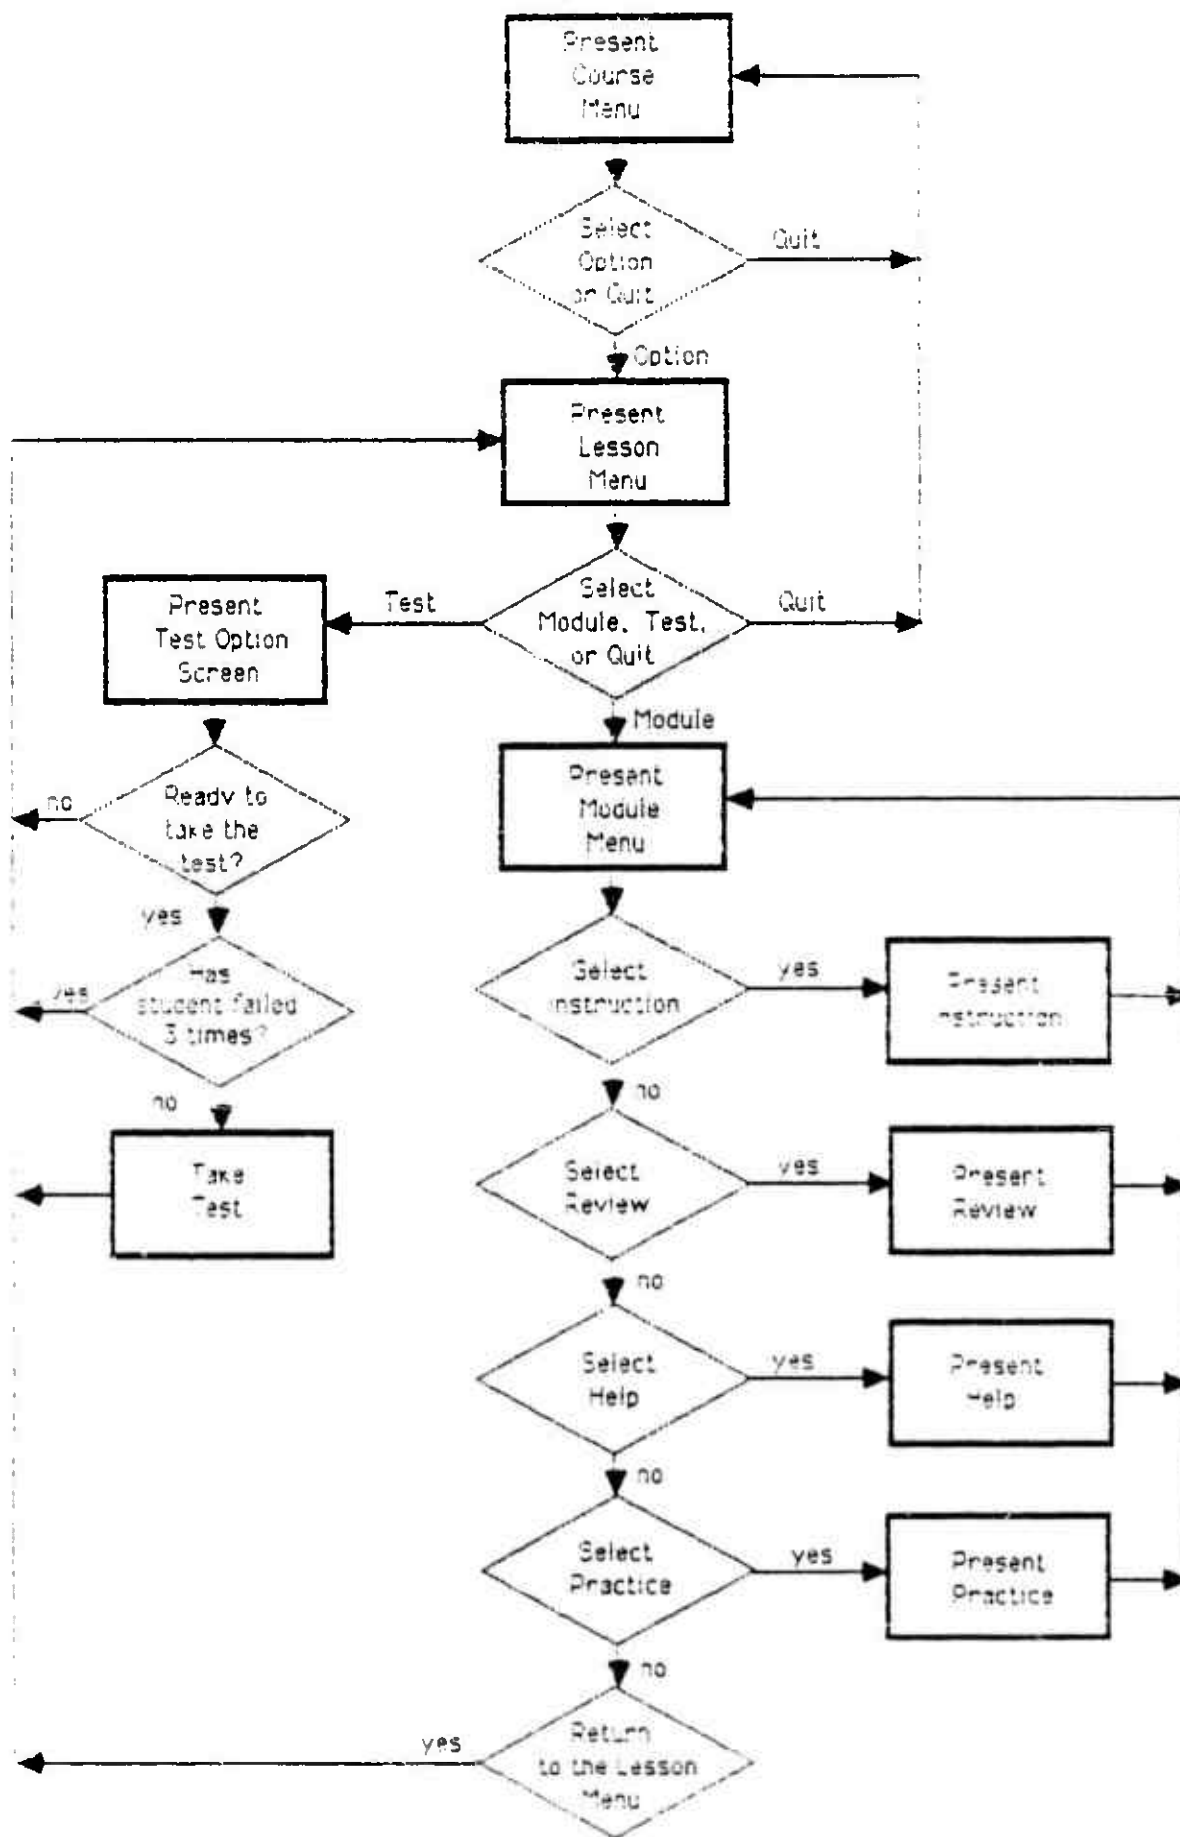 Present
Course
Menu
Select
Option
or Quit
Quit
Option
Present
Lesson
Menu
Select
Module, Test,
or Quit
Test
Quit
Present
Test Option
Screen
Module
Ready to
take the
test?
no
yes
Present
Module
Menu
Has
student failed
3 times?
yes
no
Select
Instruction
yes
Present
Instruction
no
Take
Test
Select
Review
yes
Present
Review
no
Select
Help
yes
Present
Help
no
Select
Practice
yes
Present
Practice
no
Return
to the Lesson
Menu
yes